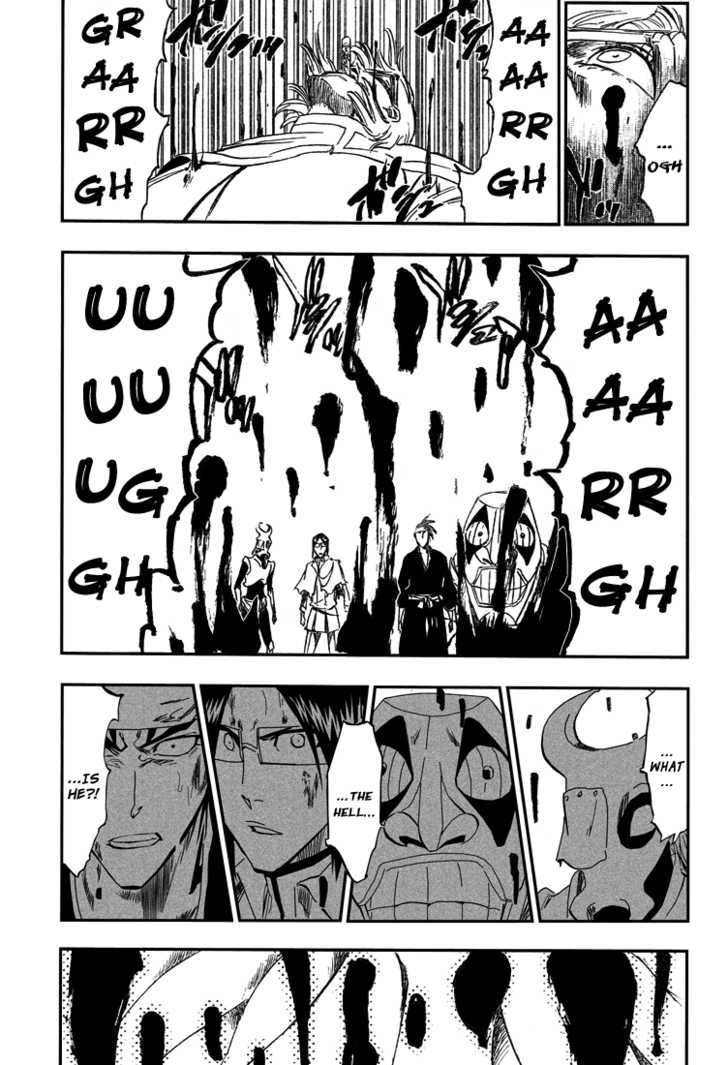 ...
OGH
AA
AA
RR
GH
GR
AA
RR
GH
AA
AA
RR
GH
UU
UU
UG
GH
...
WHAT
...
...THE
HELL...
...IS
HE?!